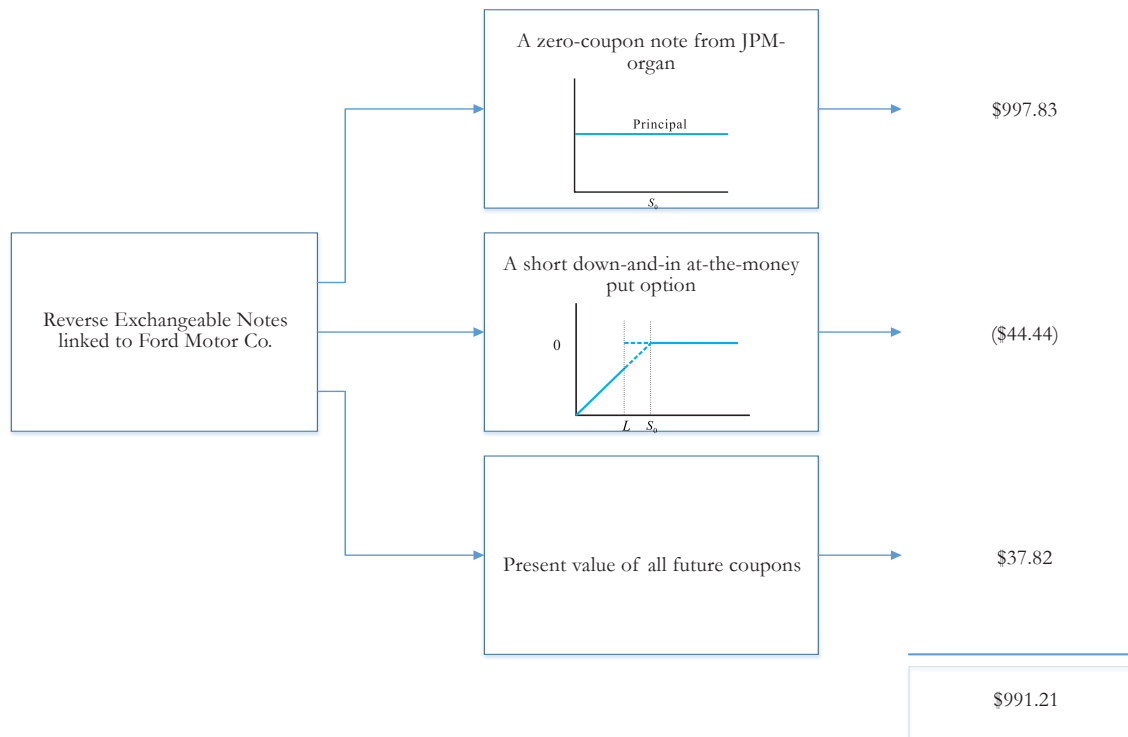 A zero-coupon note from JPM-
organ
Principal
S₀
$997.83
Reverse Exchangeable Notes
linked to Ford Motor Co.
A short down-and-in at-the-money
put option
0
L S₀
($44.44)
Present value of all future coupons
$37.82
$991.21